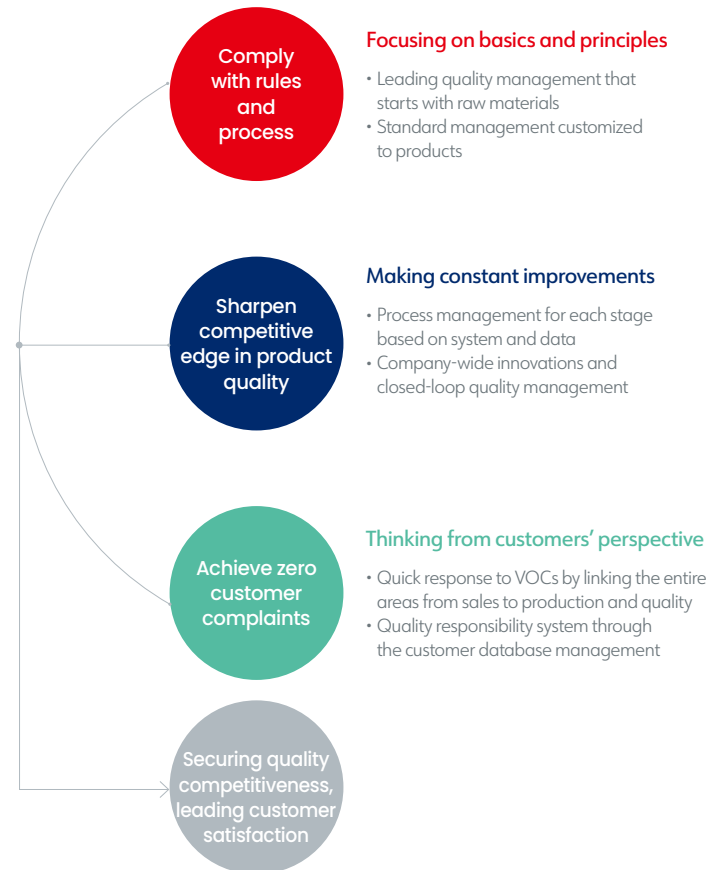 Comply
with rules
and
process
Focusing on basics and principles
• Leading quality management that
starts with raw materials
• Standard management customized
to products
Sharpen
competitive
edge in product
quality
Making constant improvements
• Process management for each stage
based on system and data
• Company-wide innovations and
closed-loop quality management
Achieve zero
customer
complaints
Thinking from customers’ perspective
• Quick response to VOCs by linking the entire
areas from sales to production and quality
• Quality responsibility system through
the customer database management
Securing quality
competitiveness,
leading customer
satisfaction